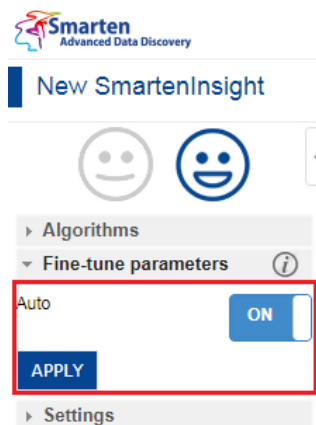 Smarten
Advanced Data Discovery
New SmartenInsight
Algorithms
Fine-tune parameters i
Auto
ON
APPLY
Settings